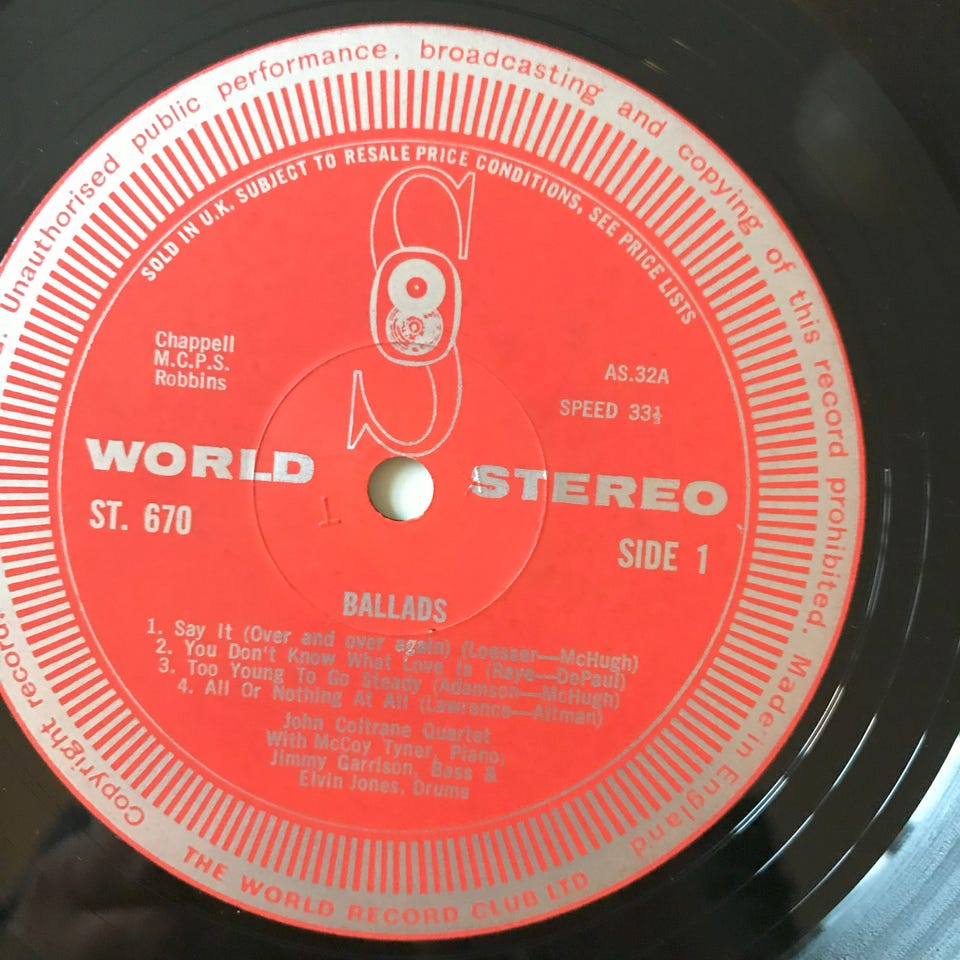 Copyright record. Unauthorised public performance, broadcasting and copying of this record prohibited. Made in England
SOLD IN U.K. SUBJECT TO RESALE PRICE CONDITIONS, SEE PRICE LISTS
Chappell
M.C.P.S.
Robbins
AS.32A
SPEED 33⅓
WORLD STEREO
ST. 670
SIDE 1
BALLADS
1. Say It (Over and over again) (Loesser—McHugh)
2. You Don't Know What Love Is (Raye—DePaul)
3. Too Young To Go Steady (Adamson—McHugh)
4. All Or Nothing At All (Lawrence—Altman)
John Coltrane Quartet
With McCoy Tyner, Piano,
Jimmy Garrison, Bass &
Elvin Jones, Drums
THE WORLD RECORD CLUB LTD